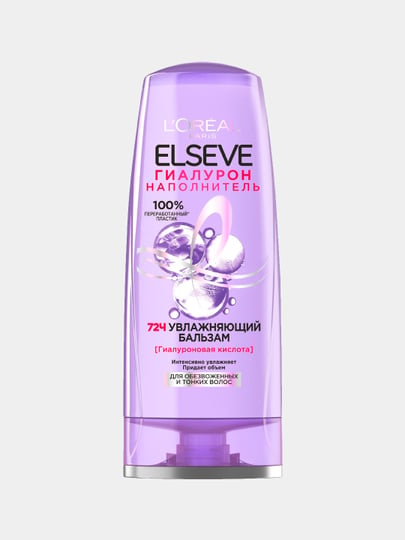 L'ORÉAL
PARIS
ELSEVE
ГИАЛУРОН
НАПОЛНИТЕЛЬ
100%
ПЕРЕРАБОТАННЫЙ
ПЛАСТИК
72Ч УВЛАЖНЯЮЩИЙ
БАЛЬЗАМ
[Гиалуроновая кислота]
Интенсивно увлажняет
Придает объем
ДЛЯ ОБЕЗВОЖЕННЫХ
И ТОНКИХ ВОЛОС